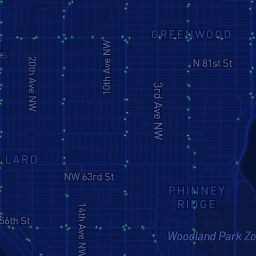 GREENWOOD
N 81st St
20th Ave NW
10th Ave NW
3rd Ave NW
LARD
NW 63rd St
PHINNEY
RIDGE
14th Ave NW
56th St
Woodland Park Zo